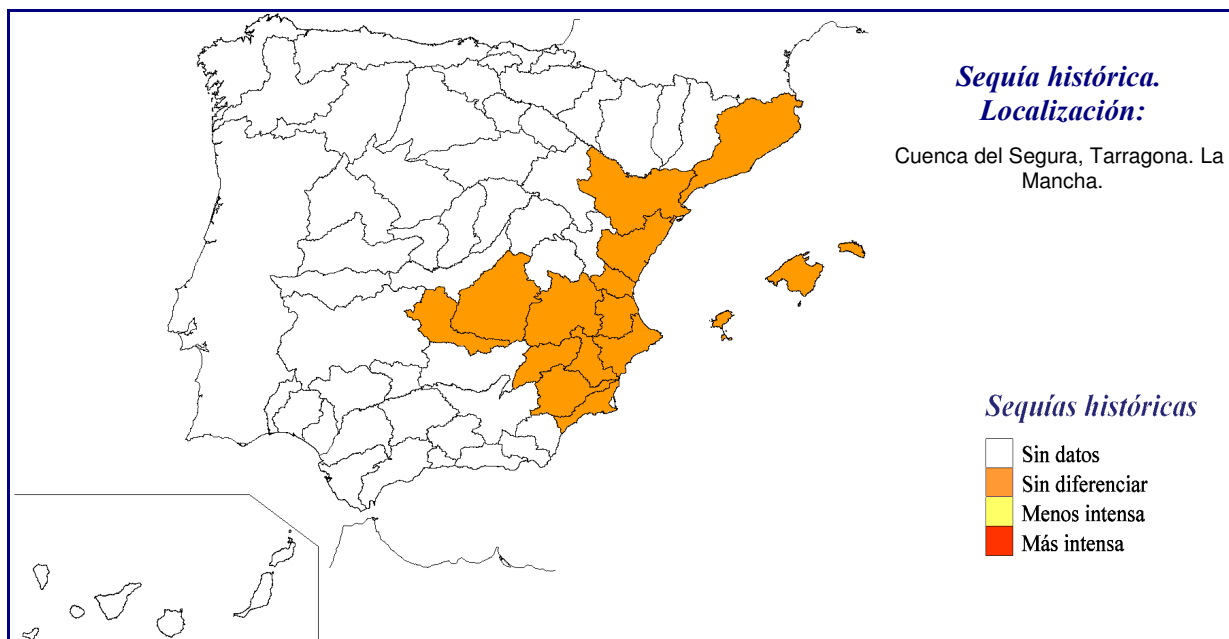 Sequía histórica.
Localización:
Cuenca del Segura, Tarragona. La
Mancha.
Sequías históricas
Sin datos
Sin diferenciar
Menos intensa
Más intensa